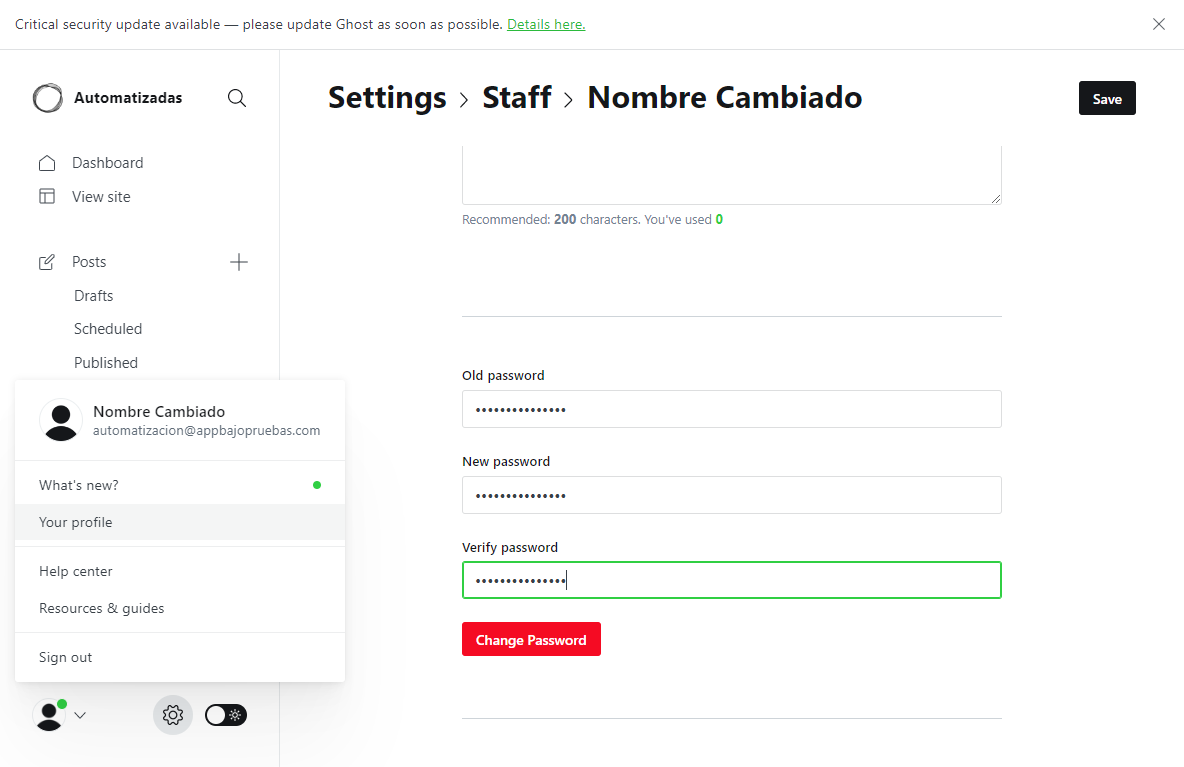 Critical security update available — please update Ghost as soon as possible. Details here.
Automatizadas
Dashboard
View site
Posts
Drafts
Scheduled
Published
Nombre Cambiado
automatizacion@appbajopruebas.com
What's new?
Your profile
Help center
Resources & guides
Sign out
Settings > Staff > Nombre Cambiado
Save
Recommended: 200 characters. You've used 0
Old password
•••••••••••••••
New password
•••••••••••••••
Verify password
•••••••••••••••
Change Password